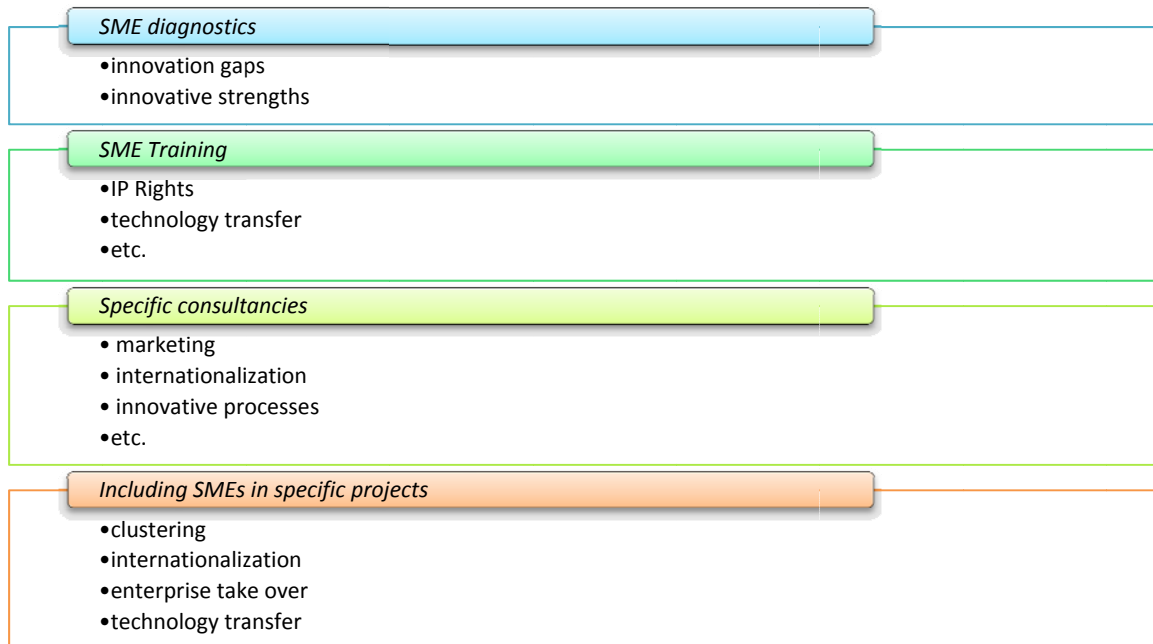 SME diagnostics
•innovation gaps
•innovative strengths
SME Training
•IP Rights
•technology transfer
•etc.
Specific consultancies
• marketing
• internationalization
• innovative processes
•etc.
Including SMEs in specific projects
•clustering
•internationalization
•enterprise take over
•technology transfer